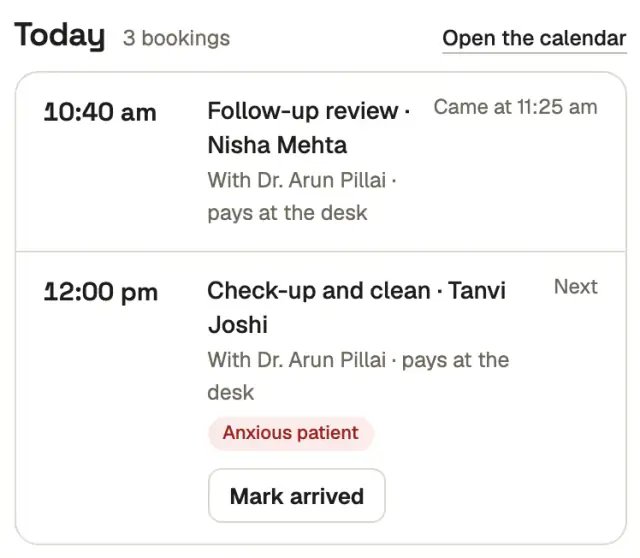 Today 3 bookings Open the calendar
10:40 am Follow-up review · Came at 11:25 am
Nisha Mehta
With Dr. Arun Pillai ·
pays at the desk
12:00 pm Check-up and clean · Tanvi Next
Joshi
With Dr. Arun Pillai · pays at the
desk
Anxious patient
Mark arrived